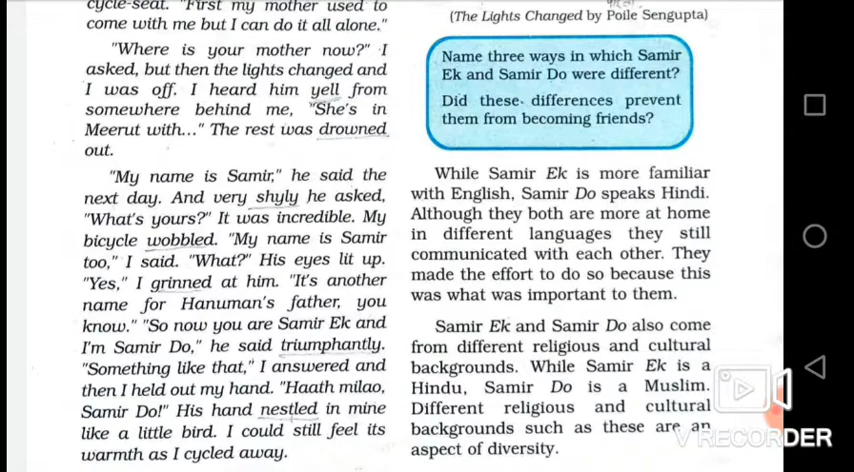 cycle-seat. "First my mother used to
come with me but I can do it all alone."
"Where is your mother now?" I
asked, but then the lights changed and
I was off. I heard him yell from
somewhere behind me, "She's in
Meerut with..." The rest was drowned
out.
"My name is Samir," he said the
next day. And very shyly he asked,
"What's yours?" It was incredible. My
bicycle wobbled. "My name is Samir
too," I said. "What?" His eyes lit up.
"Yes," I grinned at him. "It's another
name for Hanuman's father, you
know." "So now you are Samir Ek and
I'm Samir Do," he said triumphantly.
"Something like that," I answered and
then I held out my hand. "Haath milao,
Samir Do!" His hand nestled in mine
like a little bird. I could still feel its
warmth as I cycled away.
(The Lights Changed by Poile Sengupta)
Name three ways in which Samir
Ek and Samir Do were different?
Did these differences prevent
them from becoming friends?
While Samir Ek is more familiar
with English, Samir Do speaks Hindi.
Although they both are more at home
in different languages they still
communicated with each other. They
made the effort to do so because this
was what was important to them.
Samir Ek and Samir Do also come
from different religious and cultural
backgrounds. While Samir Ek is a
Hindu, Samir Do is a Muslim.
Different religious and cultural
backgrounds such as these are an
aspect of diversity.
V RECORDER